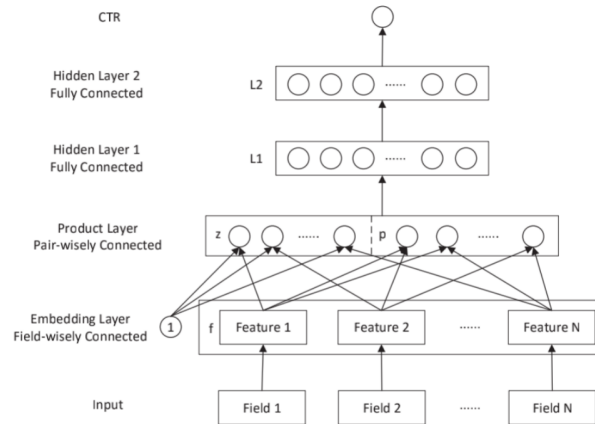 CTR
Hidden Layer 2
Fully Connected
L2
......
Hidden Layer 1
Fully Connected
L1
......
Product Layer
Pair-wisely Connected
z
......
p
......
Embedding Layer
Field-wisely Connected
1
f
Feature 1
Feature 2
......
Feature N
Input
Field 1
Field 2
......
Field N